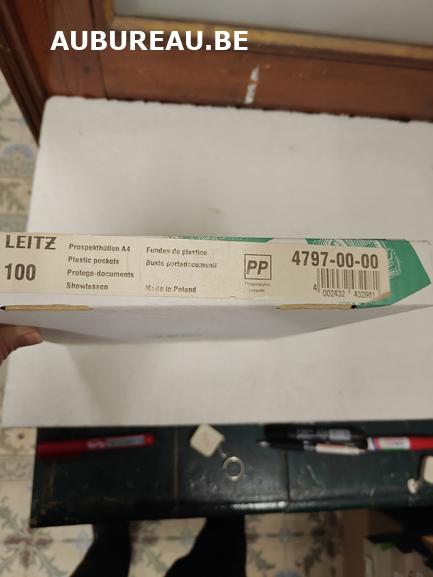 AUBUREAU.BE
LEITZ
100
Prospekthüllen A4
Plastic pockets
Protege-documents
Showtassen
Fundas de plastico
Buste portadocumenti
Made in Poland
PP
4797-00-00
4 002432 432981